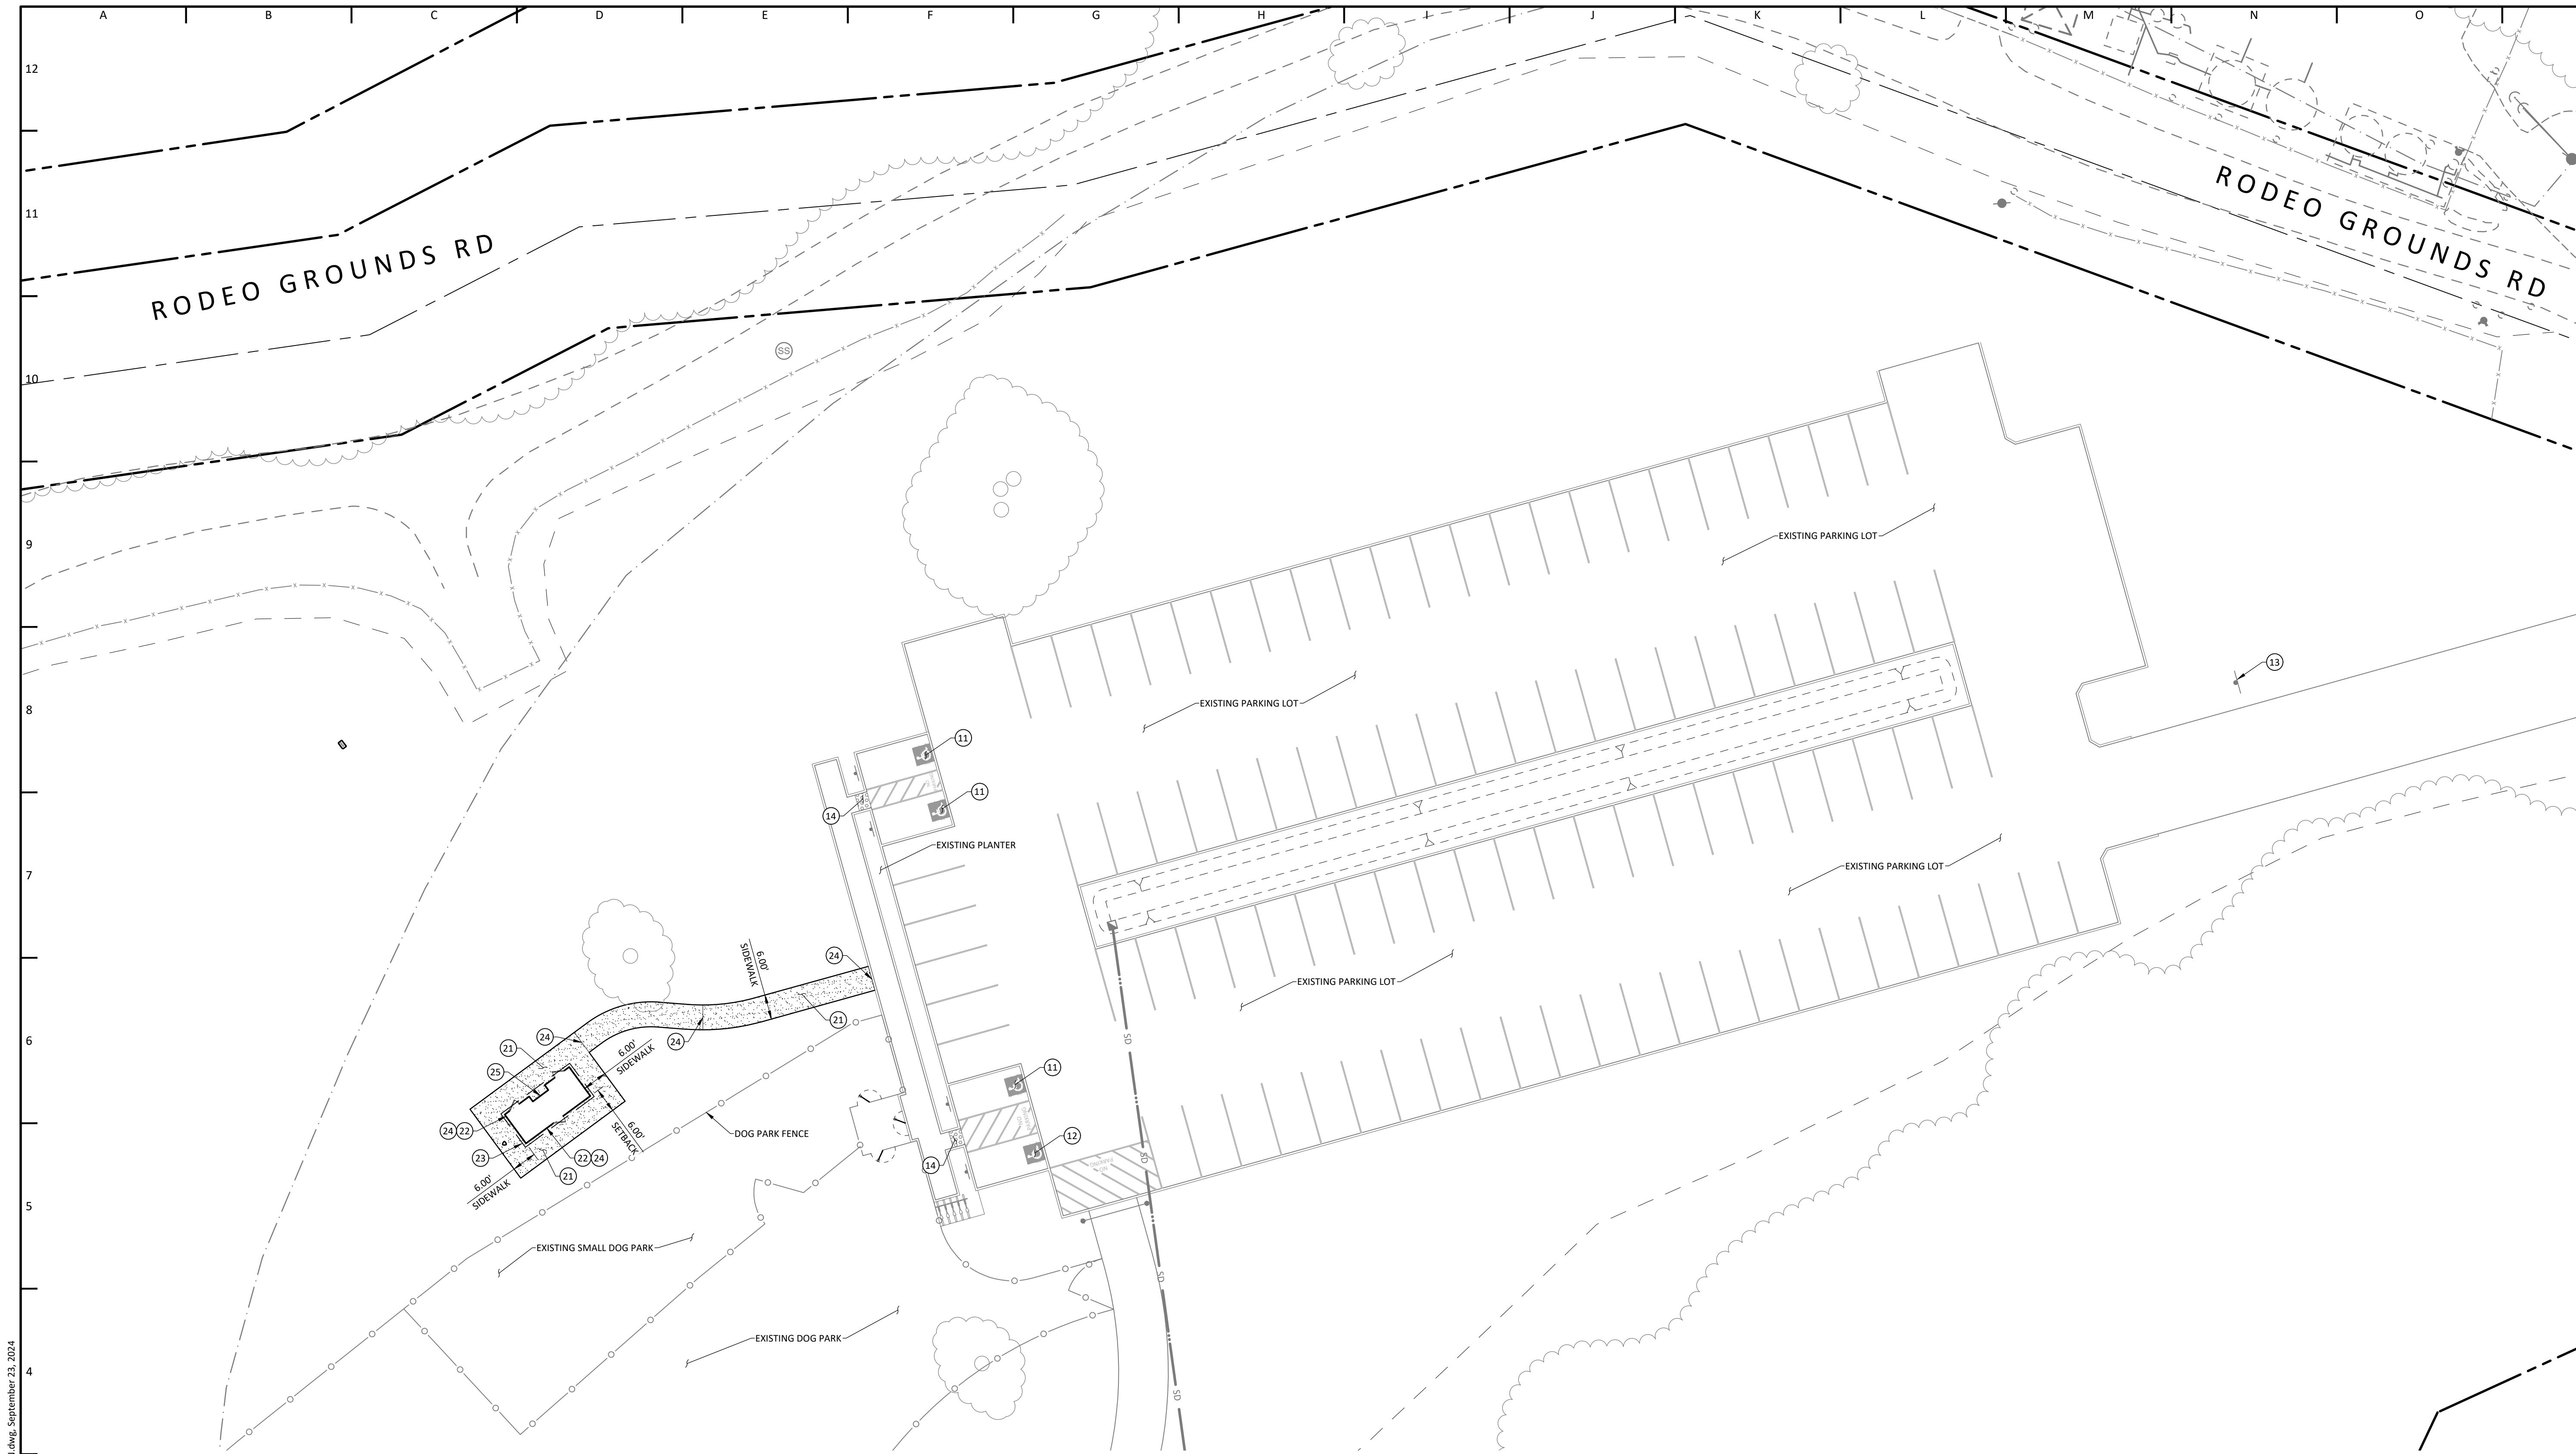 A B C D E F G H I J K L M N O
12
11
RODEO GROUNDS RD
RODEO GROUNDS RD
SS
10
9
EXISTING PARKING LOT
13
8
EXISTING PARKING LOT
11
11
14
EXISTING PLANTER
EXISTING PARKING LOT
7
6.00'
SIDEWALK
24
EXISTING PARKING LOT
21
24
24
SD
6
21
6.00'
SIDEWALK
25
11
NO
PARKING
24 22
6.00'
SETBACK
DOG PARK FENCE
12
23
22 24
14
SD
NO
PARKING
21
6.00'
SIDEWALK
5
EXISTING SMALL DOG PARK
SD
EXISTING DOG PARK
4
SD
.dwg, September 23, 2024